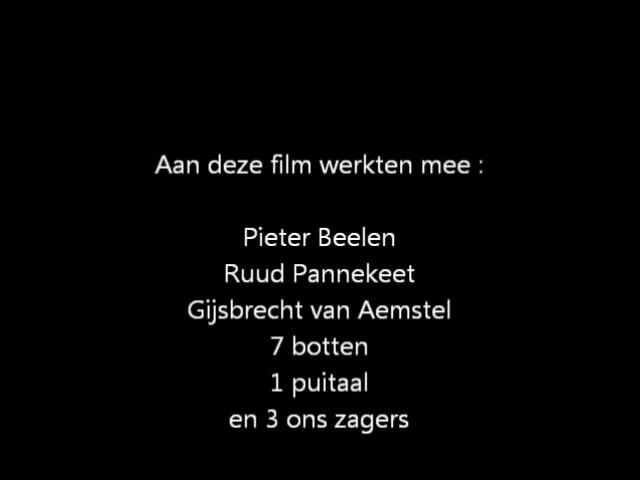 Aan deze film werkten mee :
Pieter Beelen
Ruud Pannekeet
Gijsbrecht van Aemstel
7 botten
1 puitaal
en 3 ons zagers